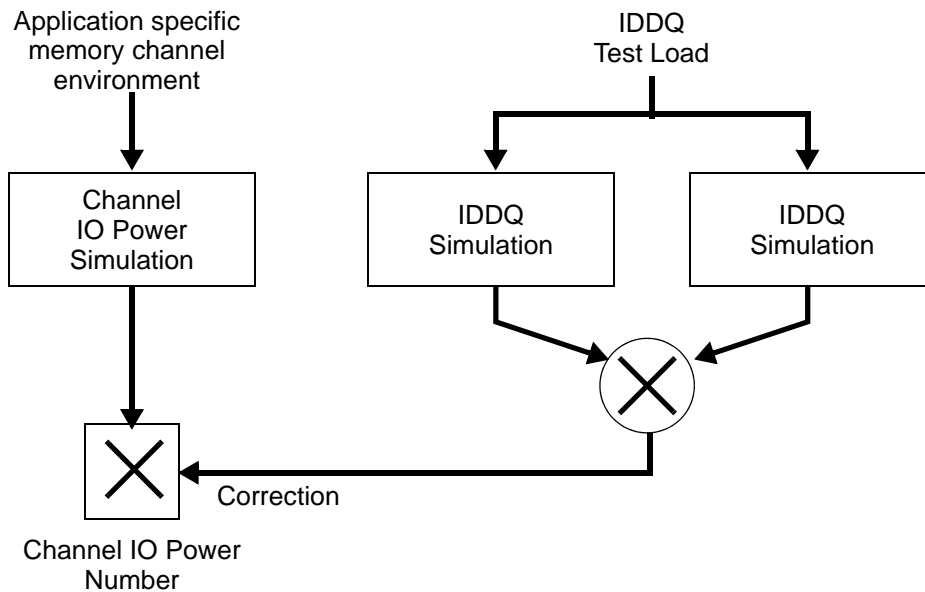 Application specific
memory channel
environment
IDDQ
Test Load
Channel
IO Power
Simulation
IDDQ
Simulation
IDDQ
Simulation
Correction
Channel IO Power
Number